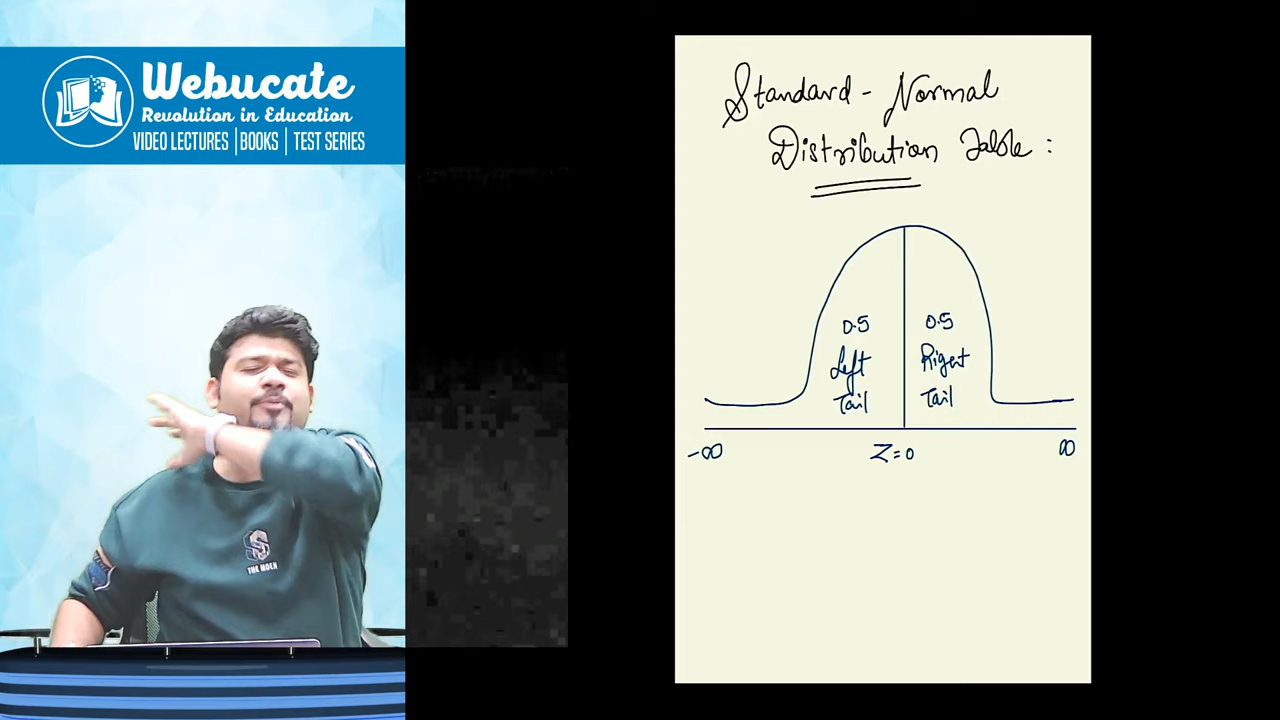 Webucate
Revolution in Education
VIDEO LECTURES | BOOKS | TEST SERIES
Standard - Normal
Distribution Table :
0.5
Left
Tail
0.5
Right
Tail
-∞
Z=0
∞
THE MOEH